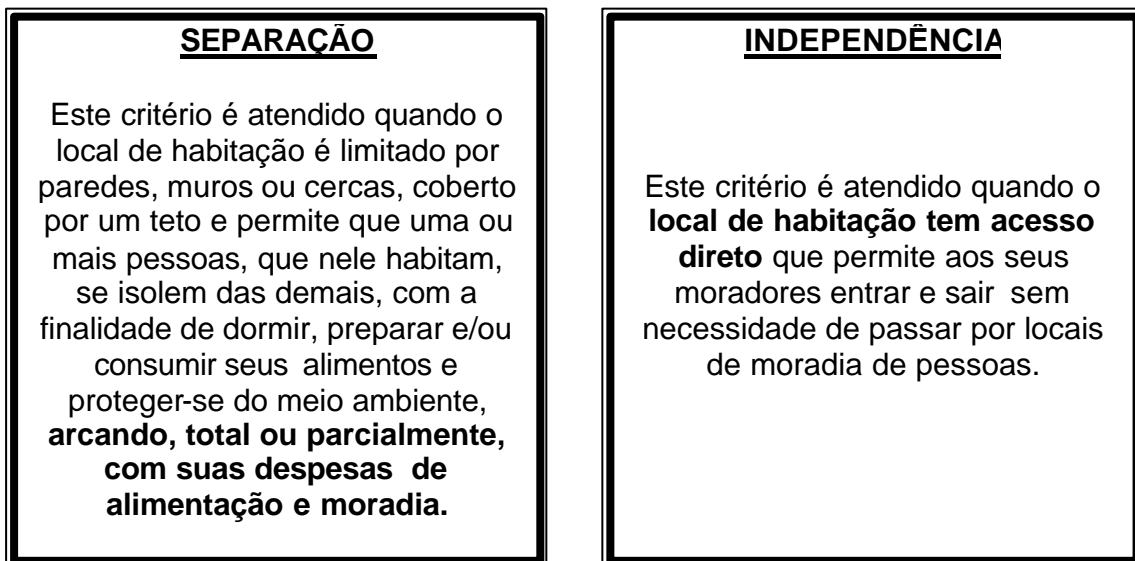 SEPARAÇÃO
Este critério é atendido quando o
local de habitação é limitado por
paredes, muros ou cercas, coberto
por um teto e permite que uma ou
mais pessoas, que nele habitam,
se isolem das demais, com a
finalidade de dormir, preparar e/ou
consumir seus alimentos e
proteger-se do meio ambiente,
arcando, total ou parcialmente,
com suas despesas de
alimentação e moradia.
INDEPENDÊNCIA
Este critério é atendido quando o
local de habitação tem acesso
direto que permite aos seus
moradores entrar e sair sem
necessidade de passar por locais
de moradia de pessoas.